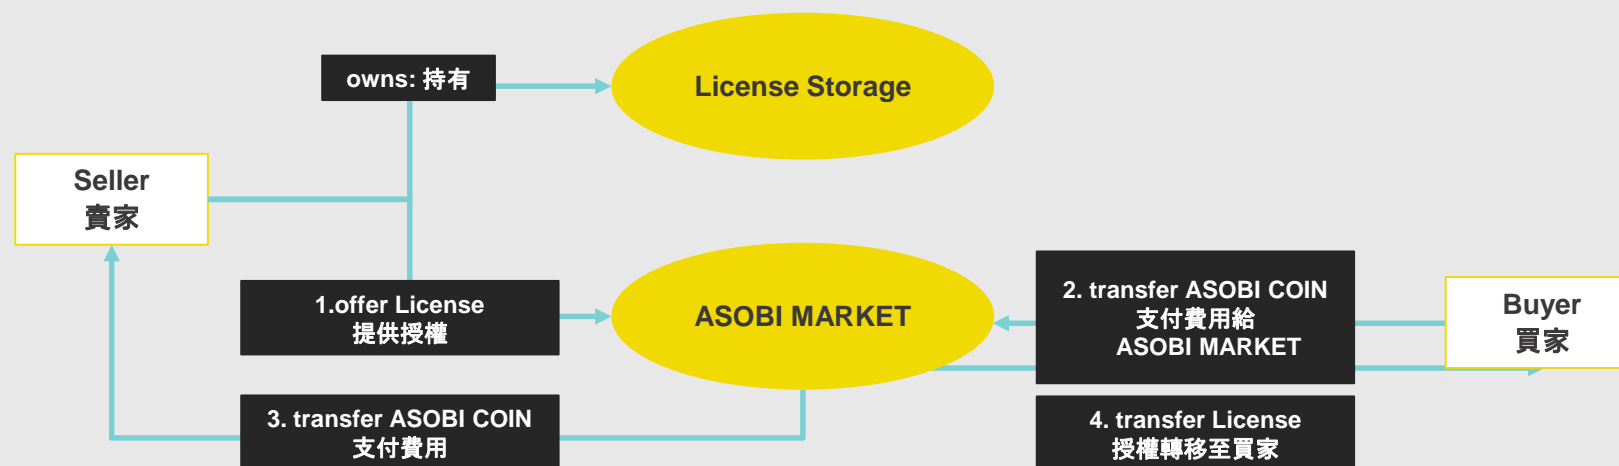 owns: 持有
License Storage
Seller
賣家
1.offer License
提供授權
ASOBI MARKET
2. transfer ASOBI COIN
支付費用給
ASOBI MARKET
Buyer
買家
3. transfer ASOBI COIN
支付費用
4. transfer License
授權轉移至買家